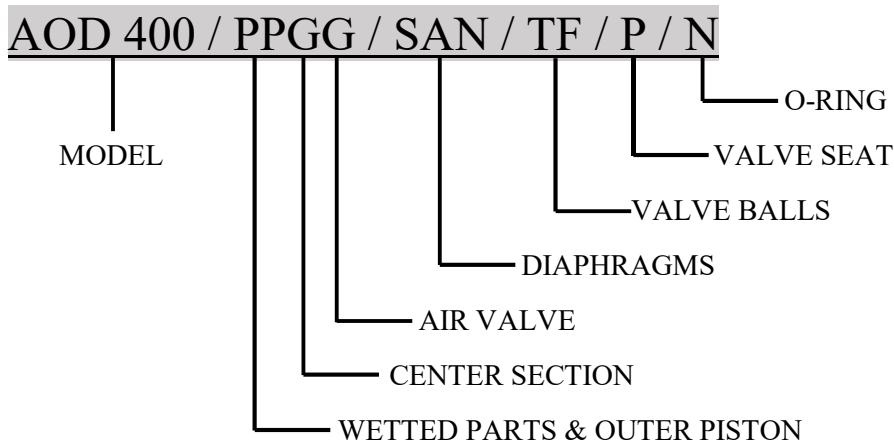 AOD 400 / PPGG / SAN / TF / P / N
O-RING
MODEL
VALVE SEAT
VALVE BALLS
DIAPHRAGMS
AIR VALVE
CENTER SECTION
WETTED PARTS & OUTER PISTON